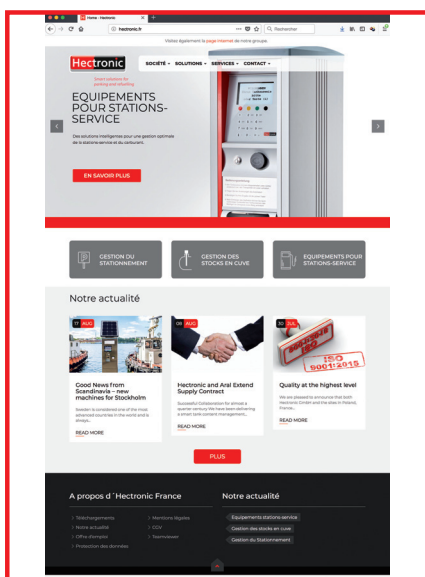 Home - Hectronic
hectronic.fr
Rechercher
Visitez également la page internet de notre groupe.
Hectronic
SOCIÉTÉ SOLUTIONS SERVICES CONTACT
Smart solutions for
parking and refuelling
EQUIPEMENTS
POUR STATIONS-
SERVICE
Des solutions intelligentes pour une gestion optimale
de la stations-service et du carburant.
EN SAVOIR PLUS
Hectronic
GESTION DU
STATIONNEMENT
GESTION DES
STOCKS EN CUVE
EQUIPEMENTS POUR
STATIONS-SERVICE
Notre actualité
17 AUG
Good News from
Scandinavia – new
machines for Stockholm
Sweden is considered one of the most
advanced countries in the world and is
always...
READ MORE
08 AUG
Hectronic and Aral Extend
Supply Contract
Successful Collaboration for almost a
quarter-century We have been delivering
a smart tank content management...
READ MORE
30 JUL
ISO
9001:2015
Quality at the highest level
We are pleased to announce that both
Hectronic GmbH and the sites in Poland,
France...
READ MORE
PLUS
A propos d´Hectronic France
Téléchargements
Notre actualité
Offre d'emploi
Protection des données
Mentions légales
CGV
Teamviewer
Notre actualité
Equipements stations-service
Gestion des stocks en cuve
Gestion du Stationnement